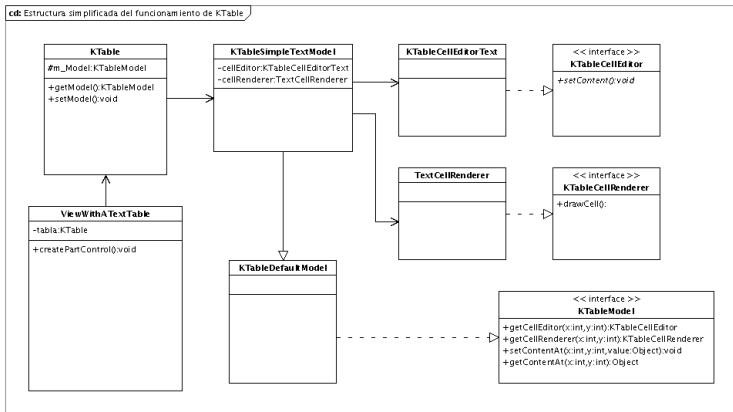 cd: Estructura simplificada del funcionamiento de KTable
KTable
#m_Model:KTableModel
+getModel():KTableModel
+setModel():void
KTableSimpleTextModel
-cellEditor:KTableCellEditorText
-cellRenderer:TextCellRenderer
KTableCellEditorText
<< interface >>
KTableCellEditor
+setContent():void
TextCellRenderer
<< interface >>
KTableCellRenderer
+drawCell():
ViewWithATextTable
-tabla:KTable
+createPartControl():void
KTableDefaultModel
<< interface >>
KTableModel
+getCellEditor(x:int,y:int):KTableCellEditor
+getCellRenderer(x:int,y:int):KTableCellRenderer
+setContentAt(x:int,y:int,value:Object):void
+getContentAt(x:int,y:int):Object